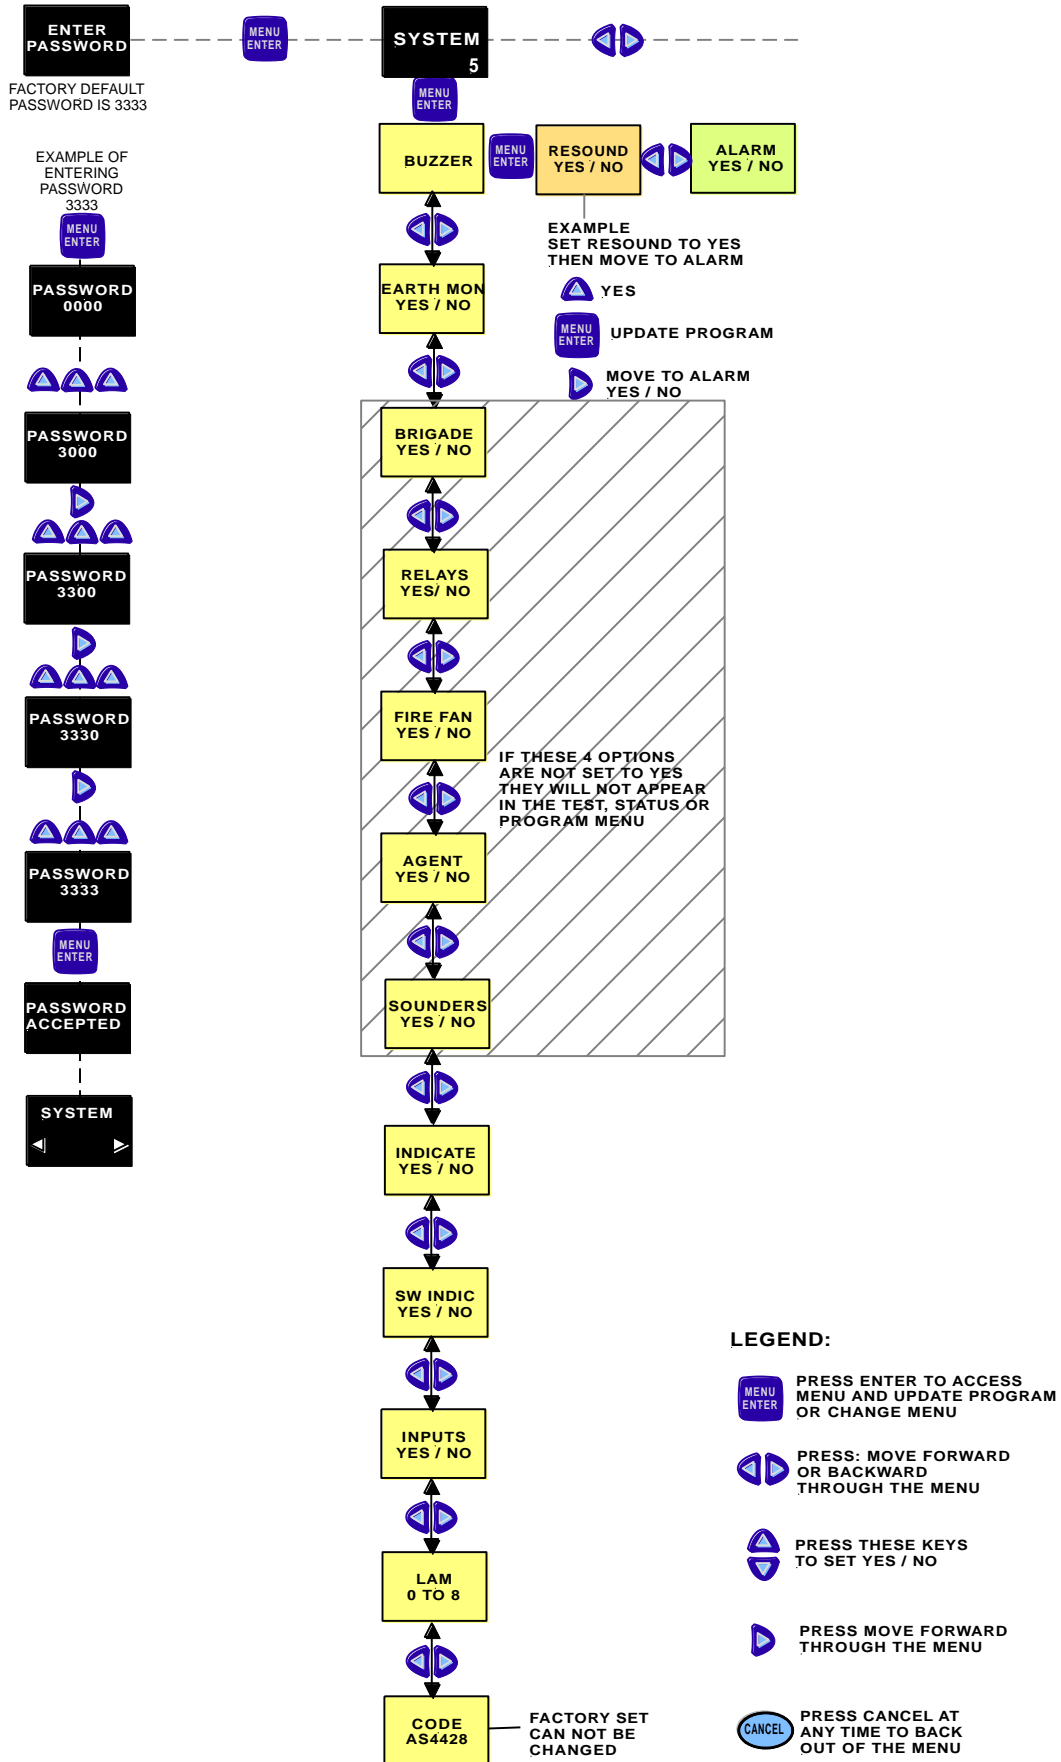 ENTER
PASSWORD
MENU
ENTER
SYSTEM
5
FACTORY DEFAULT
PASSWORD IS 3333
MENU
ENTER
BUZZER
MENU
ENTER
RESOUND
YES / NO
ALARM
YES / NO
EXAMPLE OF
ENTERING
PASSWORD
3333
MENU
ENTER
PASSWORD
0000
PASSWORD
3000
PASSWORD
3300
PASSWORD
3330
PASSWORD
3333
MENU
ENTER
PASSWORD
ACCEPTED
SYSTEM
EXAMPLE
SET RESOUND TO YES
THEN MOVE TO ALARM
YES
MENU
ENTER
UPDATE PROGRAM
MOVE TO ALARM
YES / NO
EARTH MON
YES / NO
BRIGADE
YES / NO
RELAYS
YES/ NO
FIRE FAN
YES / NO
IF THESE 4 OPTIONS
ARE NOT SET TO YES
THEY WILL NOT APPEAR
IN THE TEST, STATUS OR
PROGRAM MENU
AGENT
YES / NO
SOUNDERS
YES / NO
INDICATE
YES / NO
SW INDIC
YES / NO
INPUTS
YES / NO
LAM
0 TO 8
CODE
AS4428
FACTORY SET
CAN NOT BE
CHANGED
LEGEND:
MENU
ENTER
PRESS ENTER TO ACCESS
MENU AND UPDATE PROGRAM
OR CHANGE MENU
PRESS: MOVE FORWARD
OR BACKWARD
THROUGH THE MENU
PRESS THESE KEYS
TO SET YES / NO
PRESS MOVE FORWARD
THROUGH THE MENU
CANCEL
PRESS CANCEL AT
ANY TIME TO BACK
OUT OF THE MENU